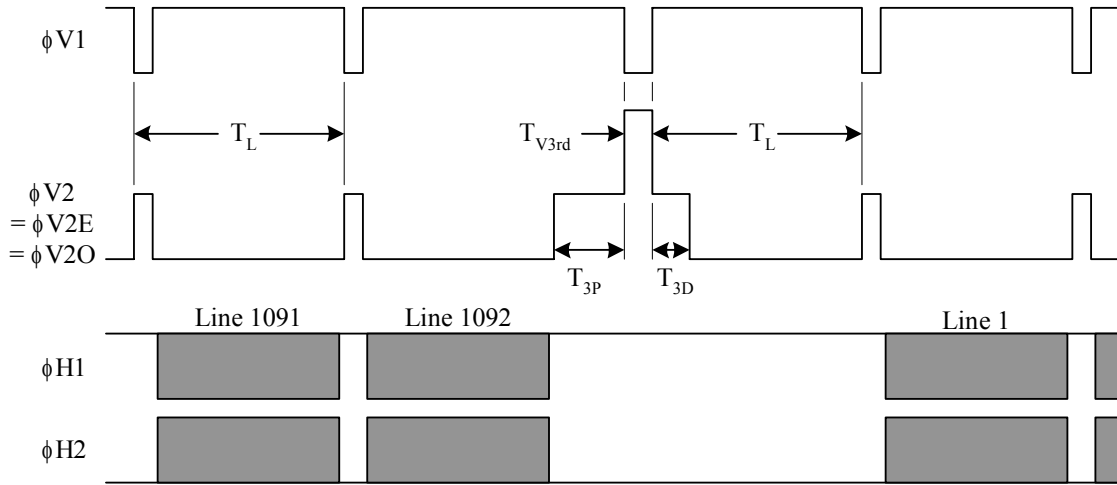 ϕV1
T_L
T_V3rd
T_L
ϕV2
= ϕV2E
= ϕV2O
T_3P
T_3D
Line 1091
Line 1092
Line 1
ϕH1
ϕH2